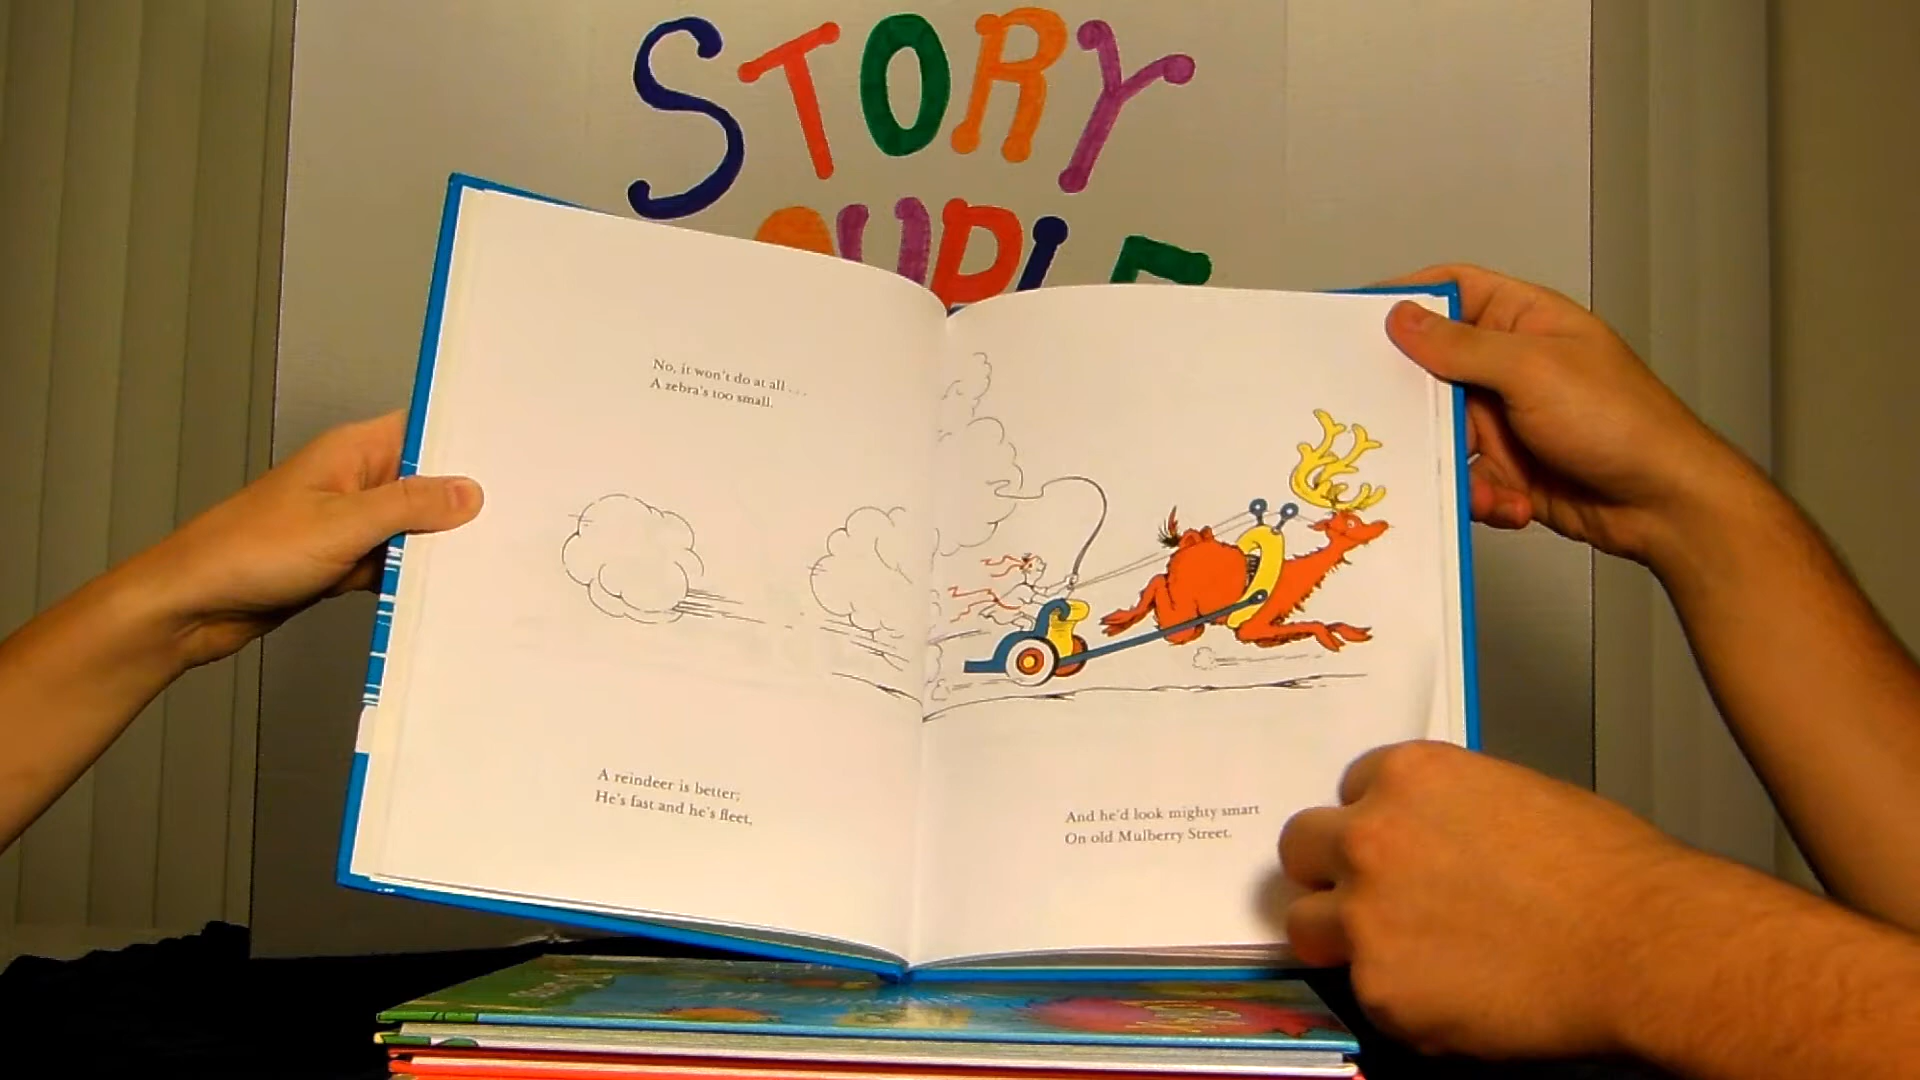 STORY
No, it won't do at all . . .
A zebra's too small.
A reindeer is better;
He's fast and he's fleet,
And he'd look mighty smart
On old Mulberry Street.